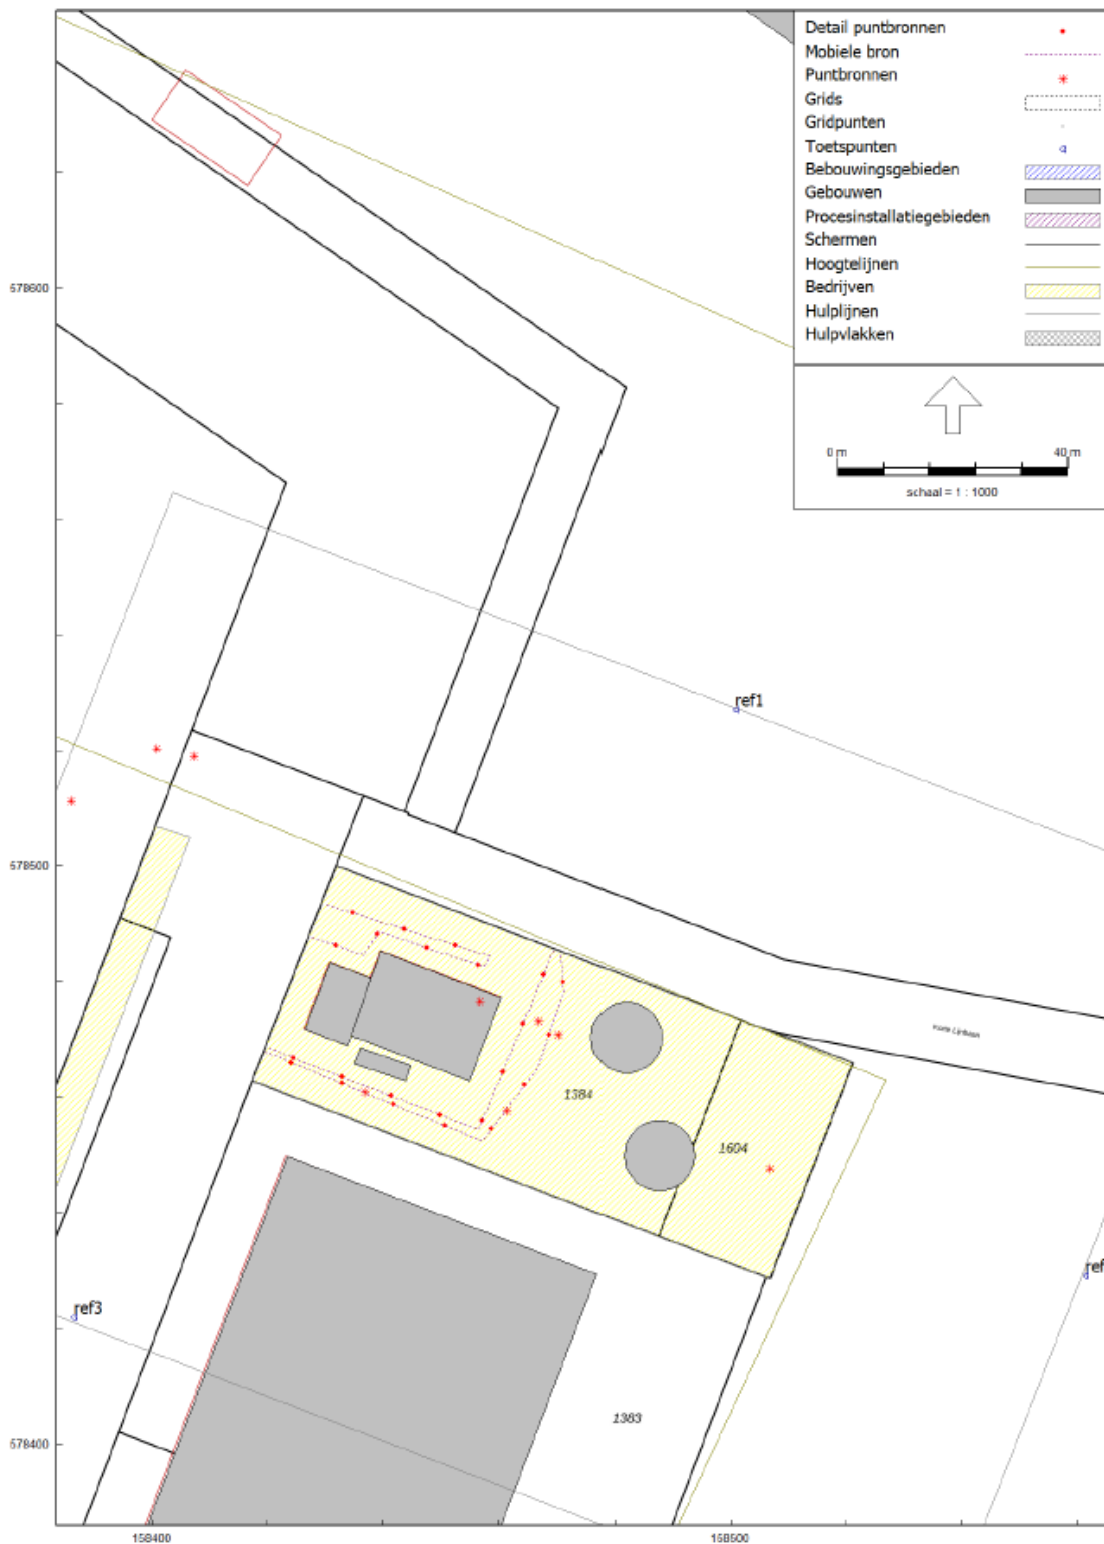 Detail puntbronnen
Mobiele bron
Puntbronnen
Grids
Gridpunten
Toetspunten
Bebouwingsgebieden
Gebouwen
Procesinstallatiegebieden
Schermen
Hoogtelijnen
Bedrijven
Hulplijnen
Hulpvlakken
0 m 40 m
schaal = 1 : 1000
578600
ref1
578500
1384
1604
ref
ref3
1383
578400
158400 158500